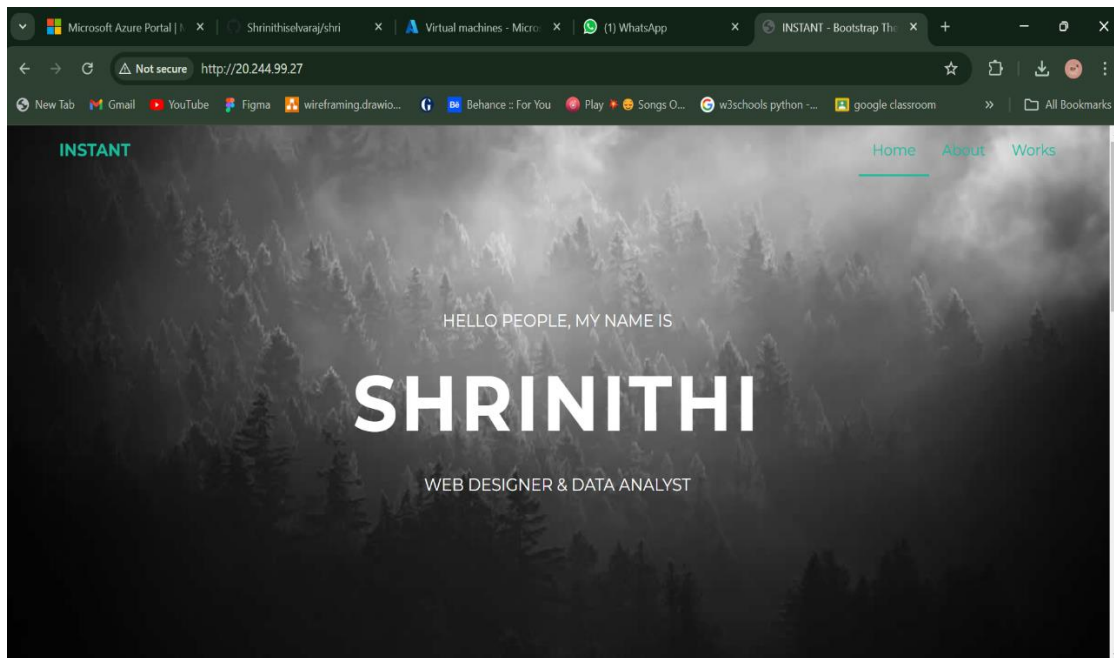 Microsoft Azure Portal | M
Shrinithiselvaraj/shri
Virtual machines - Micro
(1) WhatsApp
INSTANT - Bootstrap The
Not secure http://20.244.99.27
New Tab Gmail YouTube Figma wireframing.drawio... Bē Behance :: For You Play Songs O... w3schools python -... google classroom » All Bookmarks
INSTANT
Home About Works
HELLO PEOPLE, MY NAME IS
SHRINITHI
WEB DESIGNER & DATA ANALYST